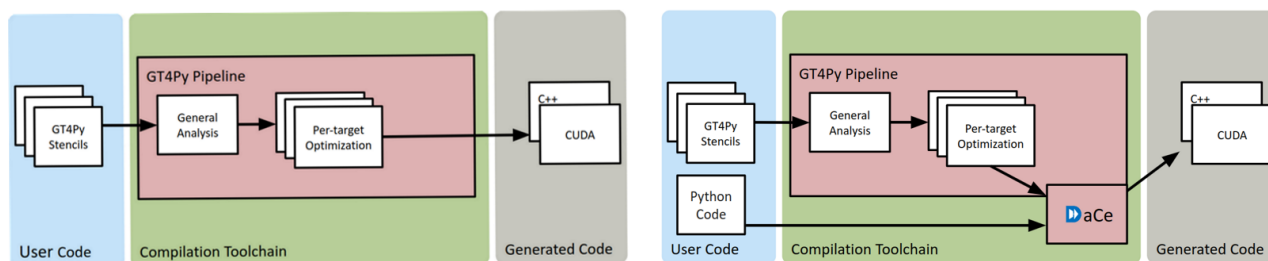 GT4Py Pipeline
General
Analysis
GT4Py
Stencils
Per-target
Optimization
C++
CUDA
User Code
Compilation Toolchain
Generated Code
GT4Py Pipeline
General
Analysis
GT4Py
Stencils
Per-target
Optimization
C++
CUDA
Python
Code
DaCe
User Code
Compilation Toolchain
Generated Code